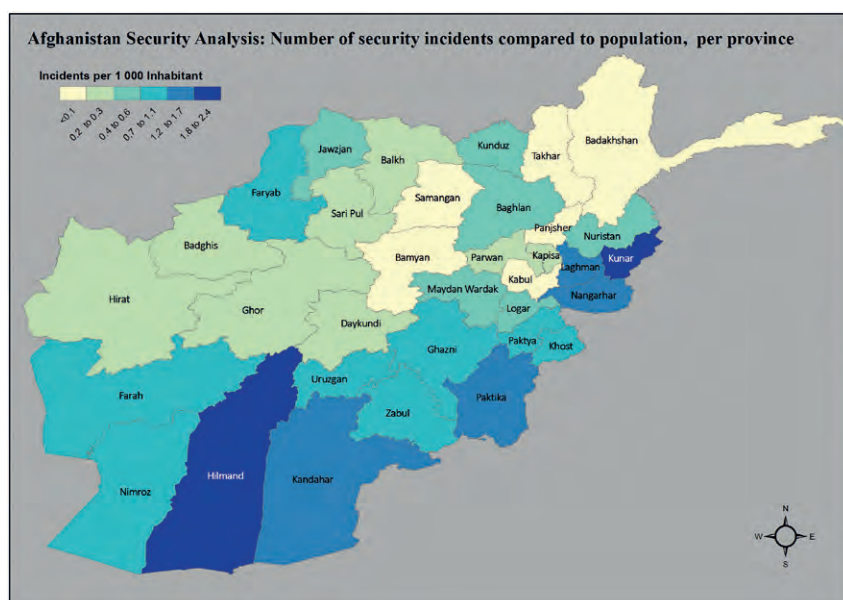 Afghanistan Security Analysis: Number of security incidents compared to population, per province
Incidents per 1 000 Inhabitant
<0.1
0.2 to 0.3
0.4 to 0.6
0.7 to 1.1
1.2 to 1.7
1.8 to 2.4
Badakhshan
Jawzjan
Kunduz
Takhar
Balkh
Faryab
Samangan
Baghlan
Sari Pul
Panjsher
Nuristan
Badghis
Bamyan
Parwan
Kapisa
Laghman
Kunar
Kabul
Maydan Wardak
Nangarhar
Hirat
Ghor
Logar
Daykundi
Paktya
Khost
Ghazni
Uruzgan
Farah
Paktika
Zabul
Hilmand
Kandahar
Nimroz
N
W
E
S